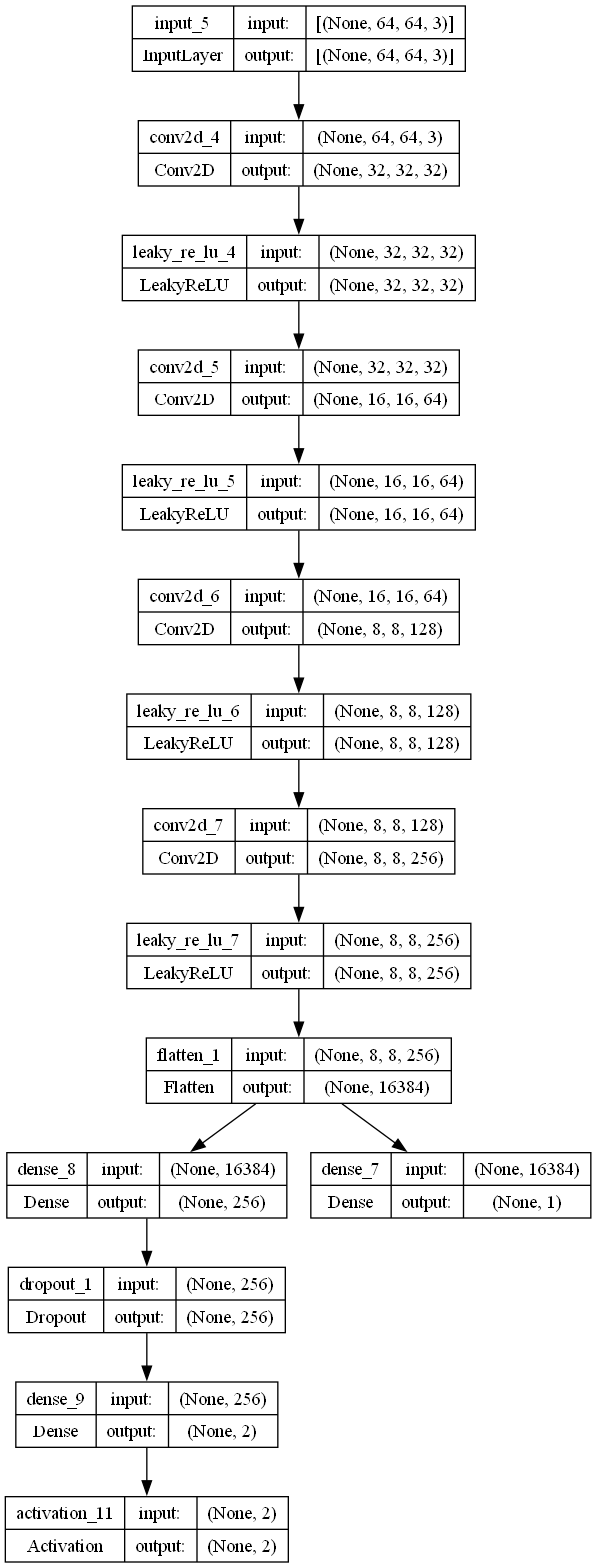 input_5 input: [(None, 64, 64, 3)]
InputLayer output: [(None, 64, 64, 3)]
conv2d_4 input: (None, 64, 64, 3)
Conv2D output: (None, 32, 32, 32)
leaky_re_lu_4 input: (None, 32, 32, 32)
LeakyReLU output: (None, 32, 32, 32)
conv2d_5 input: (None, 32, 32, 32)
Conv2D output: (None, 16, 16, 64)
leaky_re_lu_5 input: (None, 16, 16, 64)
LeakyReLU output: (None, 16, 16, 64)
conv2d_6 input: (None, 16, 16, 64)
Conv2D output: (None, 8, 8, 128)
leaky_re_lu_6 input: (None, 8, 8, 128)
LeakyReLU output: (None, 8, 8, 128)
conv2d_7 input: (None, 8, 8, 128)
Conv2D output: (None, 8, 8, 256)
leaky_re_lu_7 input: (None, 8, 8, 256)
LeakyReLU output: (None, 8, 8, 256)
flatten_1 input: (None, 8, 8, 256)
Flatten output: (None, 16384)
dense_8 input: (None, 16384)
Dense output: (None, 256)
dense_7 input: (None, 16384)
Dense output: (None, 1)
dropout_1 input: (None, 256)
Dropout output: (None, 256)
dense_9 input: (None, 256)
Dense output: (None, 2)
activation_11 input: (None, 2)
Activation output: (None, 2)